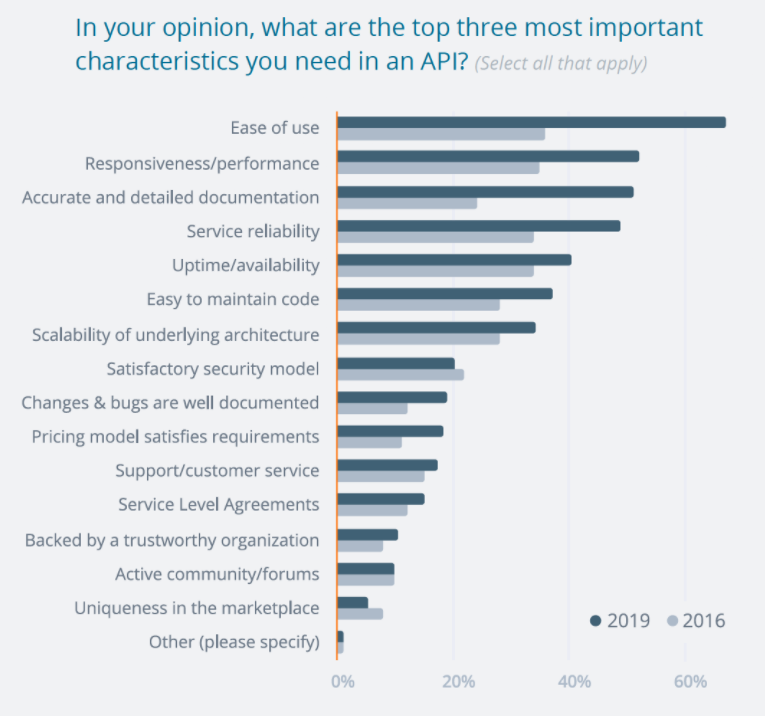 In your opinion, what are the top three most important
characteristics you need in an API? (Select all that apply)
Ease of use
Responsiveness/performance
Accurate and detailed documentation
Service reliability
Uptime/availability
Easy to maintain code
Scalability of underlying architecture
Satisfactory security model
Changes & bugs are well documented
Pricing model satisfies requirements
Support/customer service
Service Level Agreements
Backed by a trustworthy organization
Active community/forums
Uniqueness in the marketplace
Other (please specify)
2019 2016
0% 20% 40% 60%